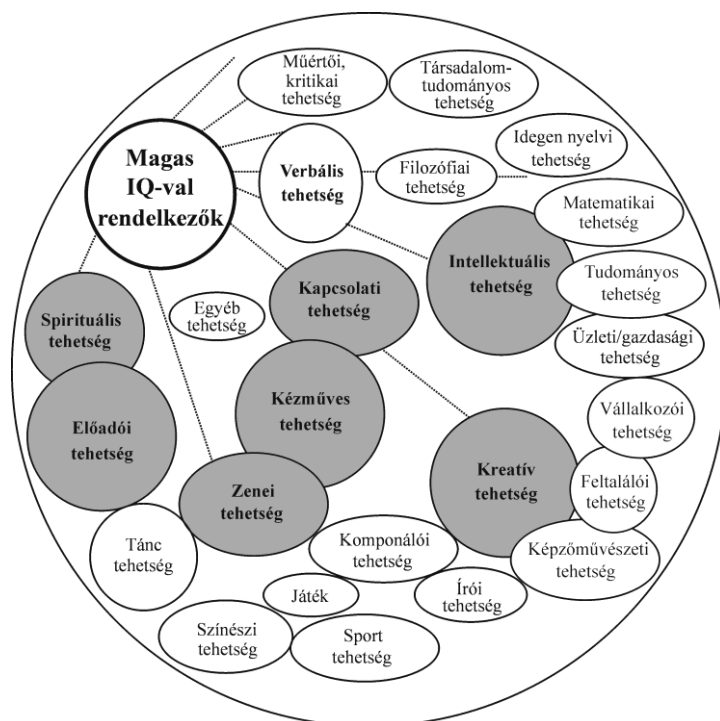 Műértői,
kritikai
tehetség
Társadalom-
tudományos
tehetség
Idegen nyelvi
tehetség
Magas
IQ-val
rendelkezők
Verbális
tehetség
Filozófiai
tehetség
Matematikai
tehetség
Intellektuális
tehetség
Tudományos
tehetség
Kapcsolati
tehetség
Egyéb
tehetség
Spirituális
tehetség
Üzleti/gazdasági
tehetség
Előadói
tehetség
Kézműves
tehetség
Vállalkozói
tehetség
Kreatív
tehetség
Feltalálói
tehetség
Zenei
tehetség
Tánc
tehetség
Komponálói
tehetség
Képzőművészeti
tehetség
Játék
Írói
tehetség
Színészi
tehetség
Sport
tehetség